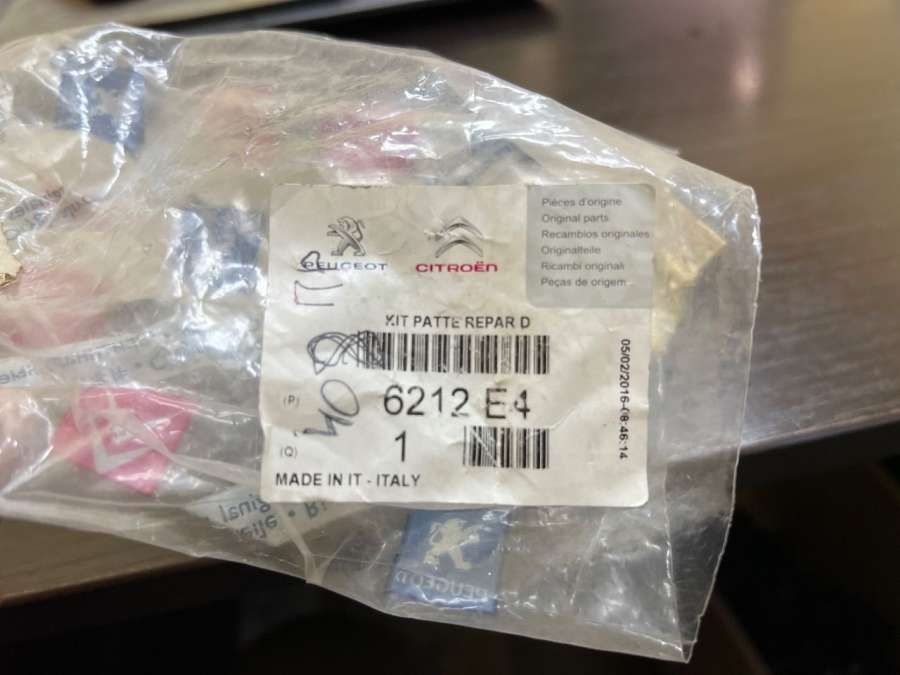 PEUGEOT
CITROËN
Pièces d'origine
Original parts
Recambios originales
Originalteile
Ricambi originali
Peças de origem
KIT PATTE REPAR D
(P) 6212 E4
(Q) 1
MADE IN IT - ITALY
05/02/2016-08:46:14
PEUGEOT